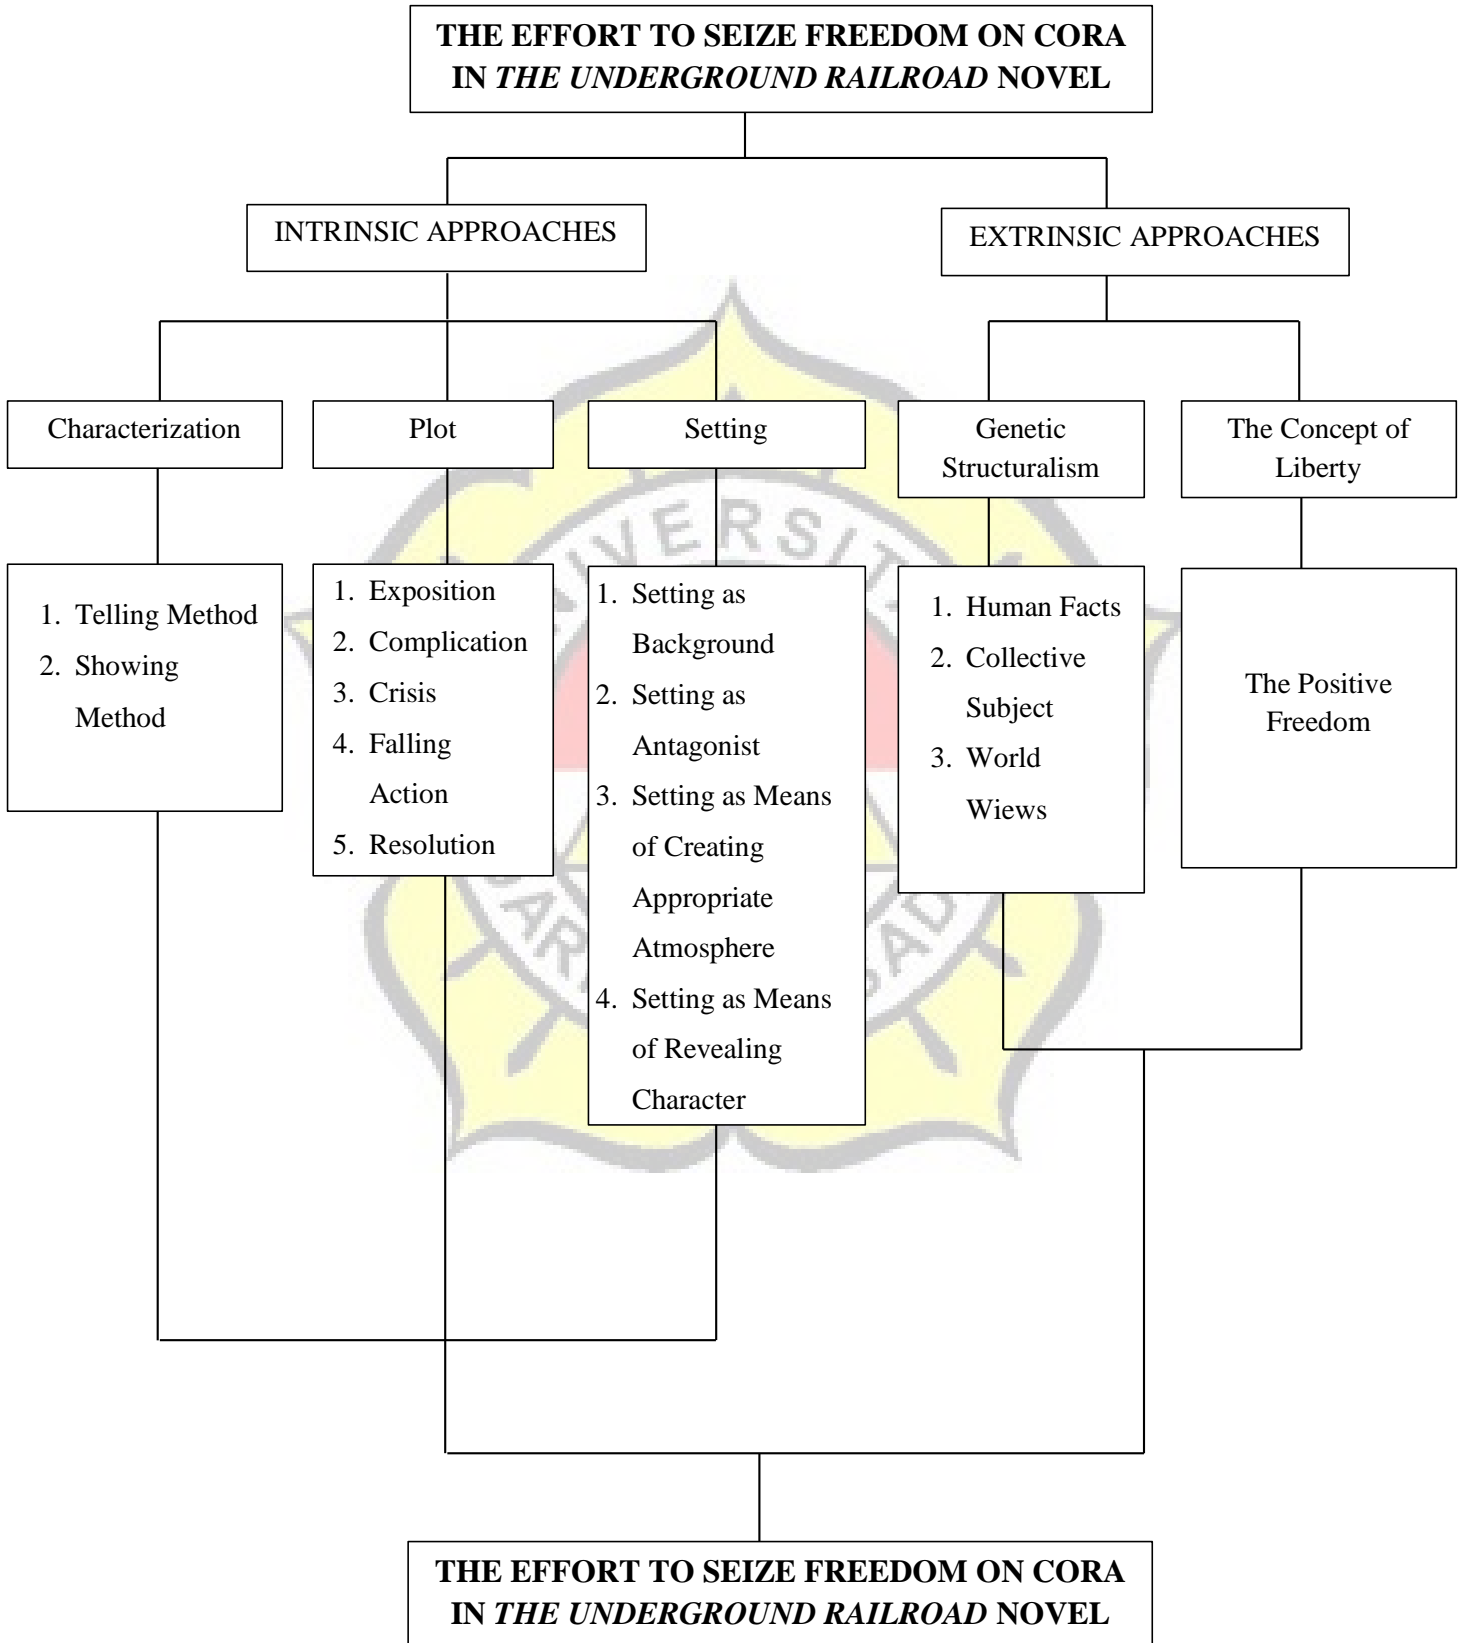 THE EFFORT TO SEIZE FREEDOM ON CORA
IN THE UNDERGROUND RAILROAD NOVEL
INTRINSIC APPROACHES
EXTRINSIC APPROACHES
Characterization
Plot
Setting
Genetic
Structuralism
The Concept of
Liberty
1. Telling Method
2. Showing
Method
1. Exposition
2. Complication
3. Crisis
4. Falling
Action
5. Resolution
1. Setting as
Background
2. Setting as
Antagonist
3. Setting as Means
of Creating
Appropriate
Atmosphere
4. Setting as Means
of Revealing
Character
1. Human Facts
2. Collective
Subject
3. World
Wiews
The Positive
Freedom
THE EFFORT TO SEIZE FREEDOM ON CORA
IN THE UNDERGROUND RAILROAD NOVEL